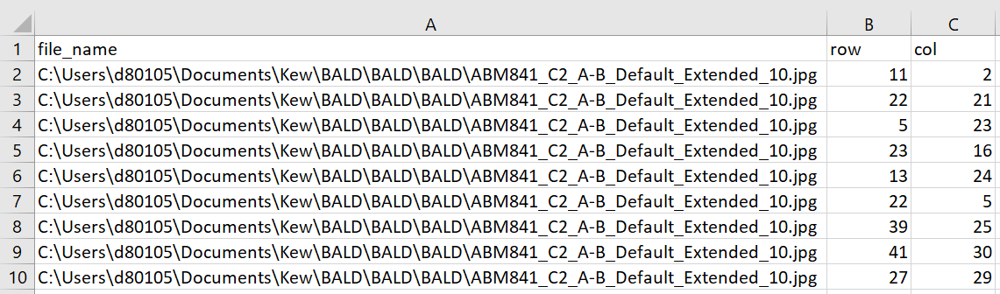 A B C
1 file_name row col
2 C:\Users\d80105\Documents\Kew\BALD\BALD\BALD\ABM841_C2_A-B_Default_Extended_10.jpg 11 2
3 C:\Users\d80105\Documents\Kew\BALD\BALD\BALD\ABM841_C2_A-B_Default_Extended_10.jpg 22 21
4 C:\Users\d80105\Documents\Kew\BALD\BALD\BALD\ABM841_C2_A-B_Default_Extended_10.jpg 5 23
5 C:\Users\d80105\Documents\Kew\BALD\BALD\BALD\ABM841_C2_A-B_Default_Extended_10.jpg 23 16
6 C:\Users\d80105\Documents\Kew\BALD\BALD\BALD\ABM841_C2_A-B_Default_Extended_10.jpg 13 24
7 C:\Users\d80105\Documents\Kew\BALD\BALD\BALD\ABM841_C2_A-B_Default_Extended_10.jpg 22 5
8 C:\Users\d80105\Documents\Kew\BALD\BALD\BALD\ABM841_C2_A-B_Default_Extended_10.jpg 39 25
9 C:\Users\d80105\Documents\Kew\BALD\BALD\BALD\ABM841_C2_A-B_Default_Extended_10.jpg 41 30
10 C:\Users\d80105\Documents\Kew\BALD\BALD\BALD\ABM841_C2_A-B_Default_Extended_10.jpg 27 29